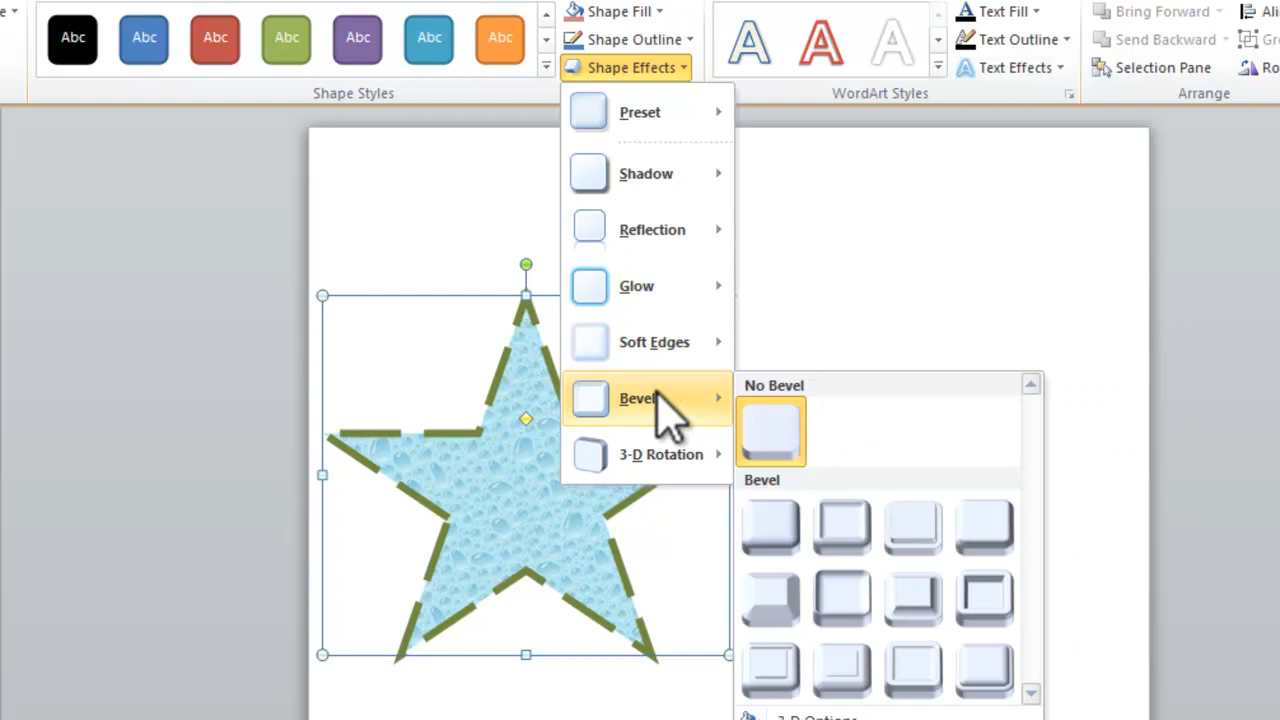 Abc Abc Abc Abc Abc Abc Abc
Shape Fill
Shape Outline
Shape Effects
Shape Styles
A A A
Text Fill
Text Outline
Text Effects
WordArt Styles
Bring Forward
Send Backward
Selection Pane
Arrange
Preset
Shadow
Reflection
Glow
Soft Edges
Bevel
3-D Rotation
No Bevel
Bevel
3-D Options